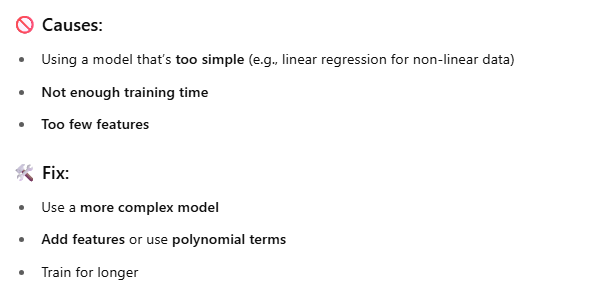 🚫 Causes:
• Using a model that's too simple (e.g., linear regression for non-linear data)
• Not enough training time
• Too few features
🛠️ Fix:
• Use a more complex model
• Add features or use polynomial terms
• Train for longer